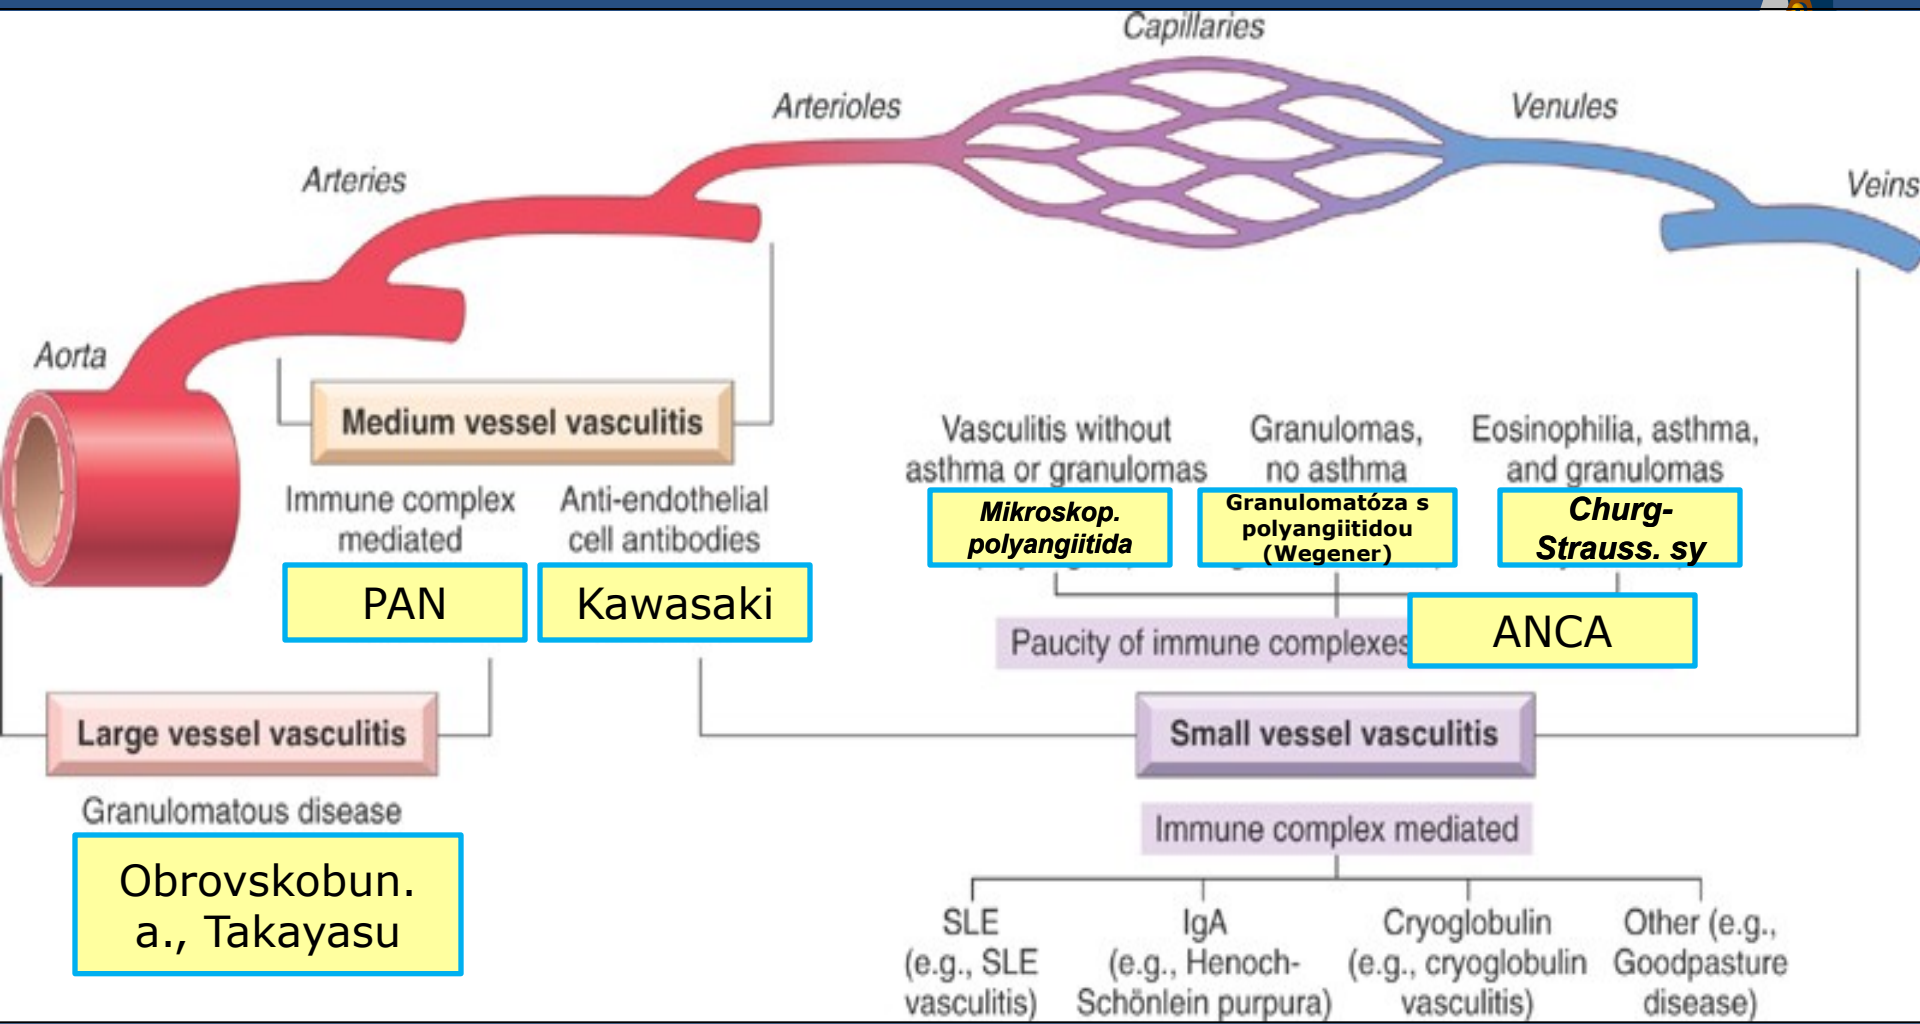 Capillaries
Arterioles
Venules
Arteries
Veins
Aorta
Medium vessel vasculitis
Immune complex
mediated
PAN
Anti-endothelial
cell antibodies
Kawasaki
Vasculitis without
asthma or granulomas
Mikroskop.
polyangiitida
Granulomas,
no asthma
Granulomatóza s
polyangiitidou
(Wegener)
Eosinophilia, asthma,
and granulomas
Churg-
Strauss. sy
Paucity of immune complexes
ANCA
Large vessel vasculitis
Granulomatous disease
Obrovskobun.
a., Takayasu
Small vessel vasculitis
Immune complex mediated
SLE
(e.g., SLE
vasculitis)
IgA
(e.g., Henoch-
Schönlein purpura)
Cryoglobulin
(e.g., cryoglobulin
vasculitis)
Other (e.g.,
Goodpasture
disease)